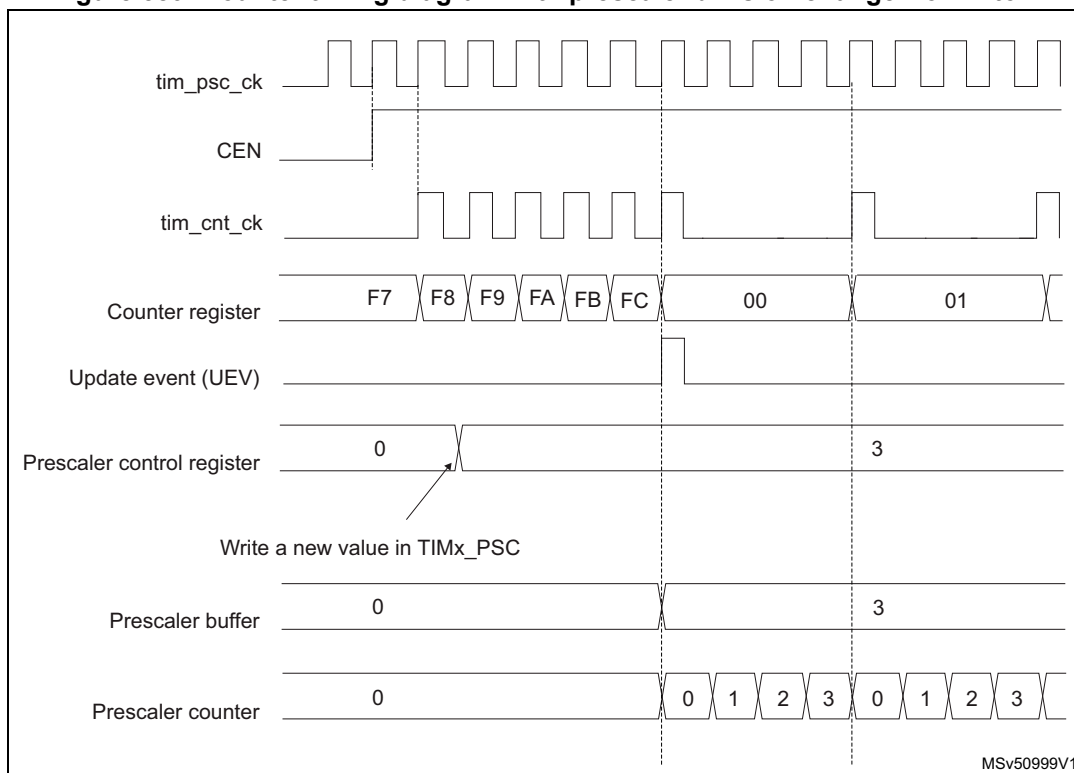 tim_psc_ck
CEN
tim_cnt_ck
Counter register F7 F8 F9 FA FB FC 00 01
Update event (UEV)
Prescaler control register 0 3
Write a new value in TIMx_PSC
Prescaler buffer 0 3
Prescaler counter 0 0 1 2 3 0 1 2 3
MSv50999V1